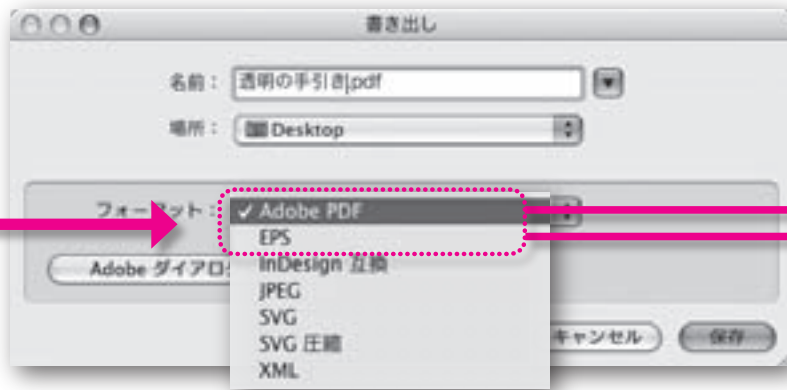 書き出し
名前： 透明の手引き.pdf
場所： Desktop
フォーマット： ✓ Adobe PDF
EPS
Adobe ダイアログ
InDesign 互換
JPEG
SVG
SVG 圧縮
XML
キャンセル 保存